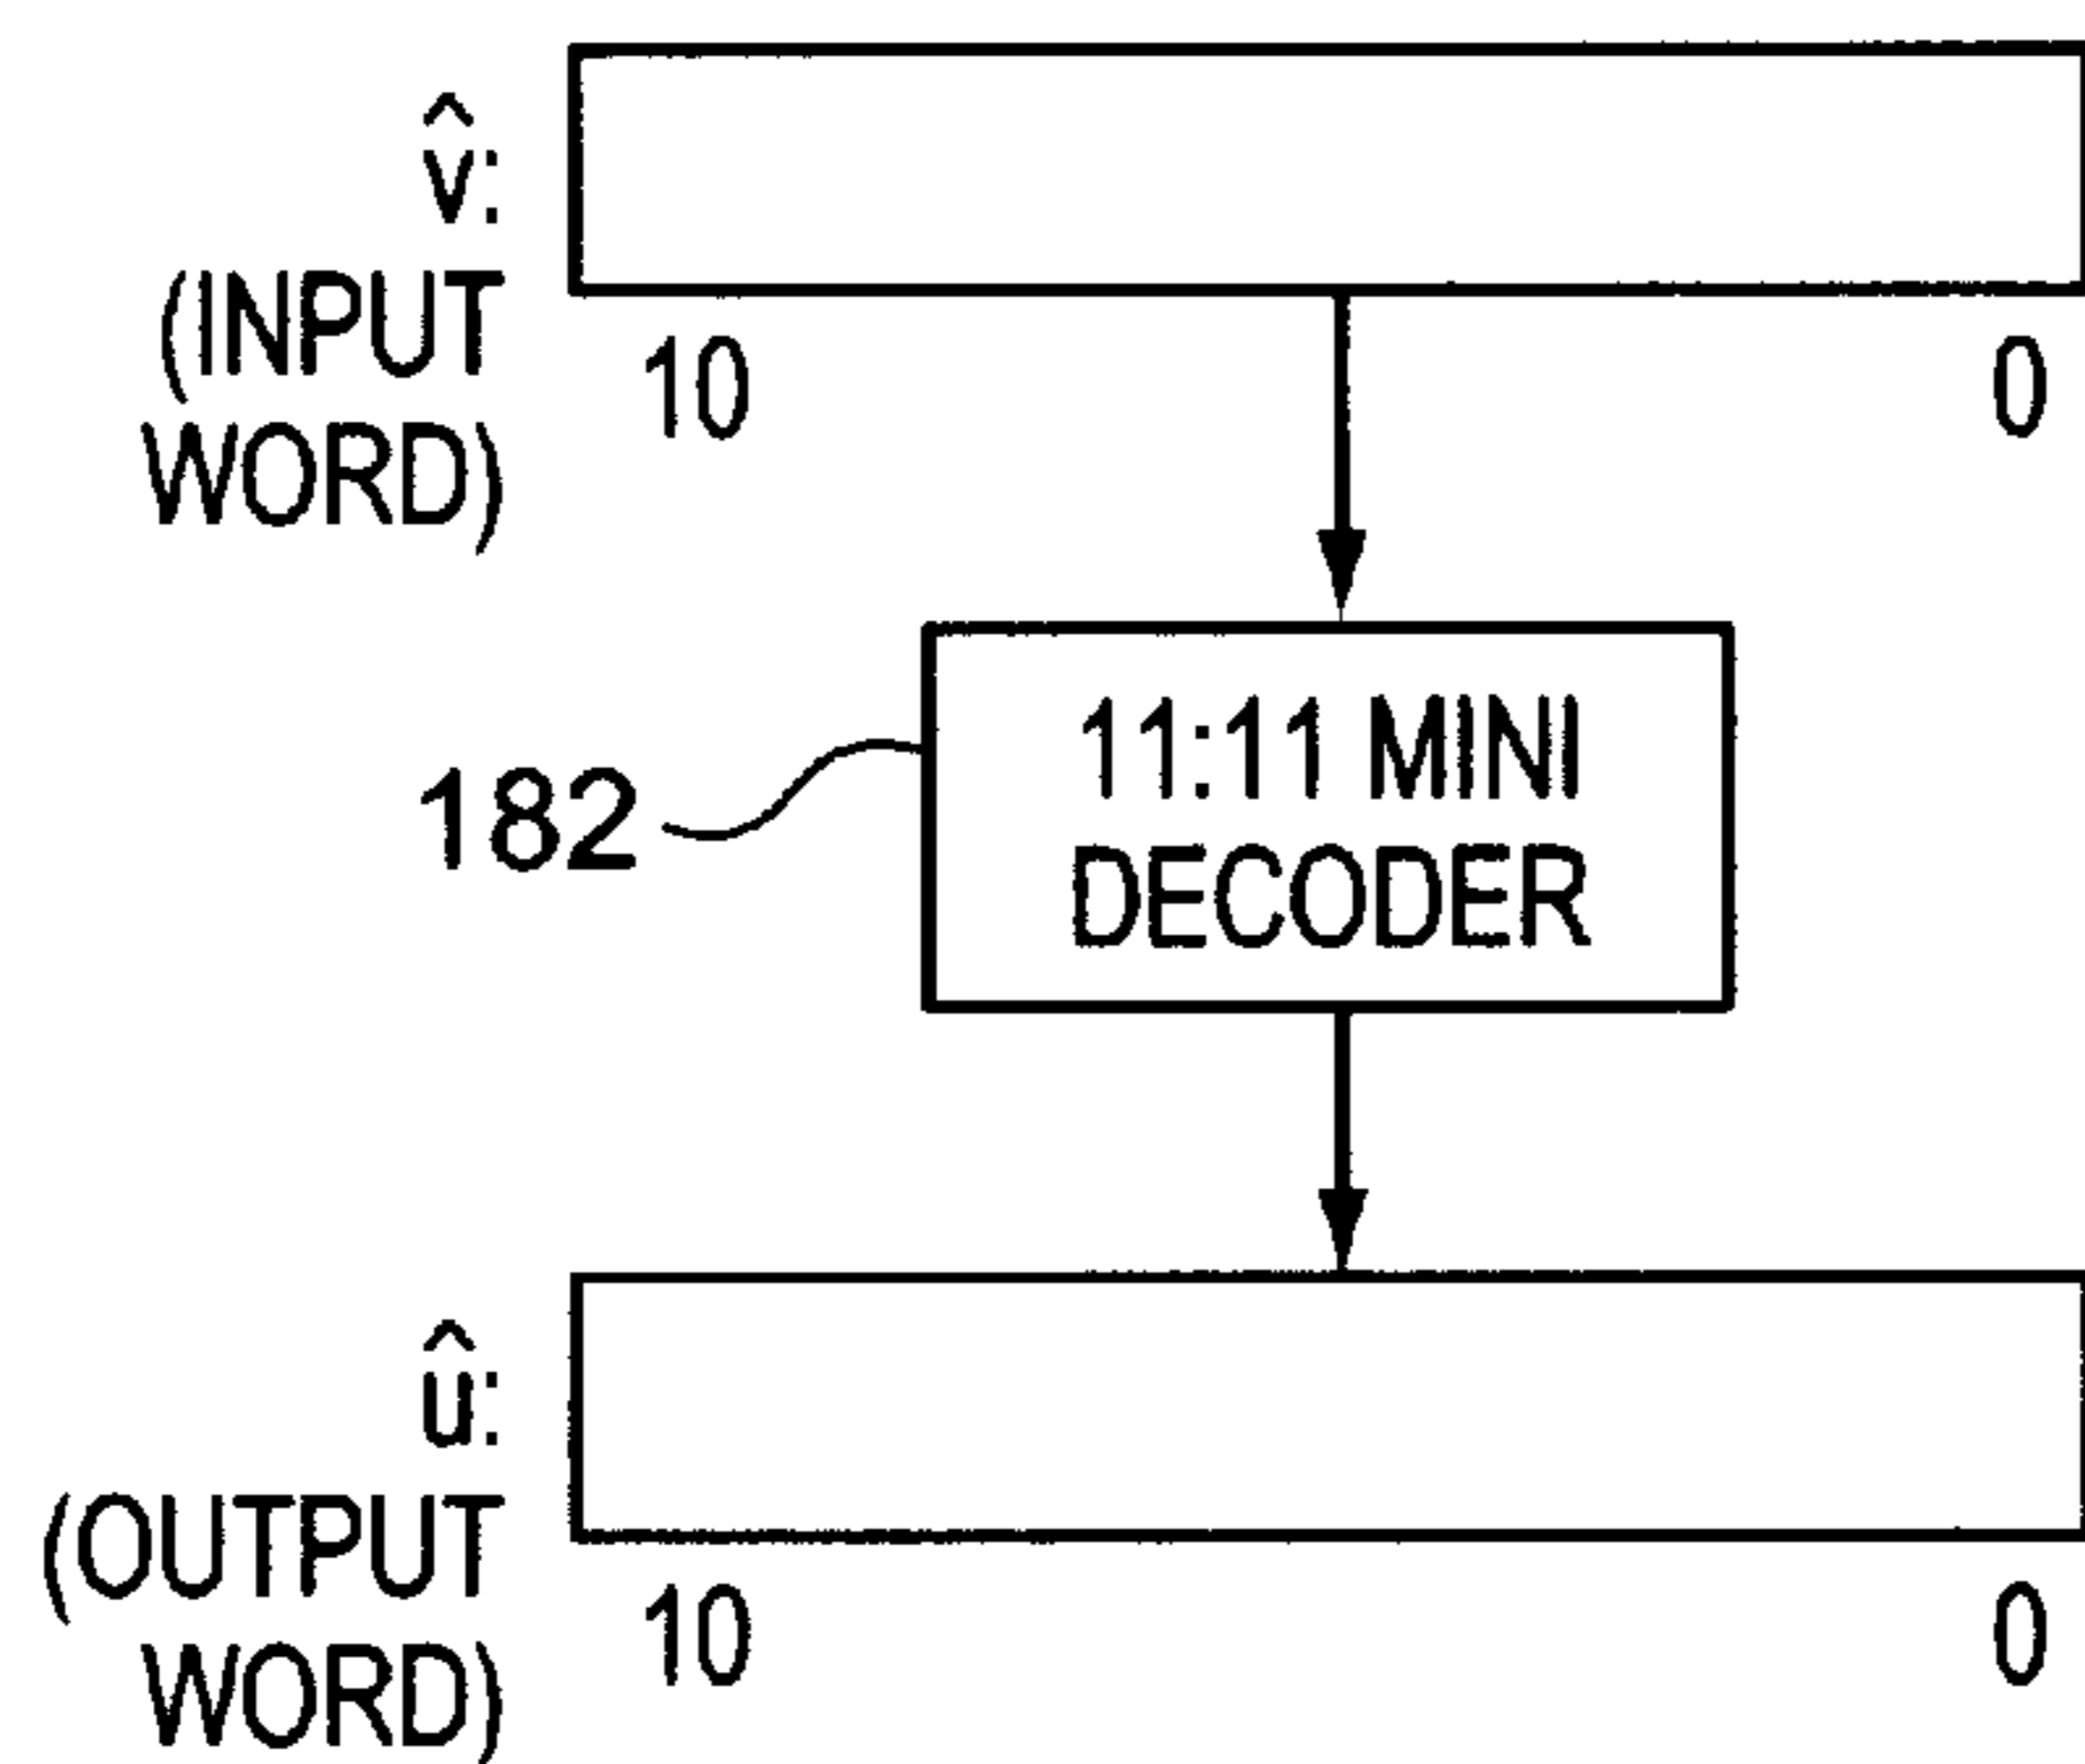 v̂:
(INPUT
WORD)
10 0
182
11:11 MINI
DECODER
û:
(OUTPUT
WORD)
10 0